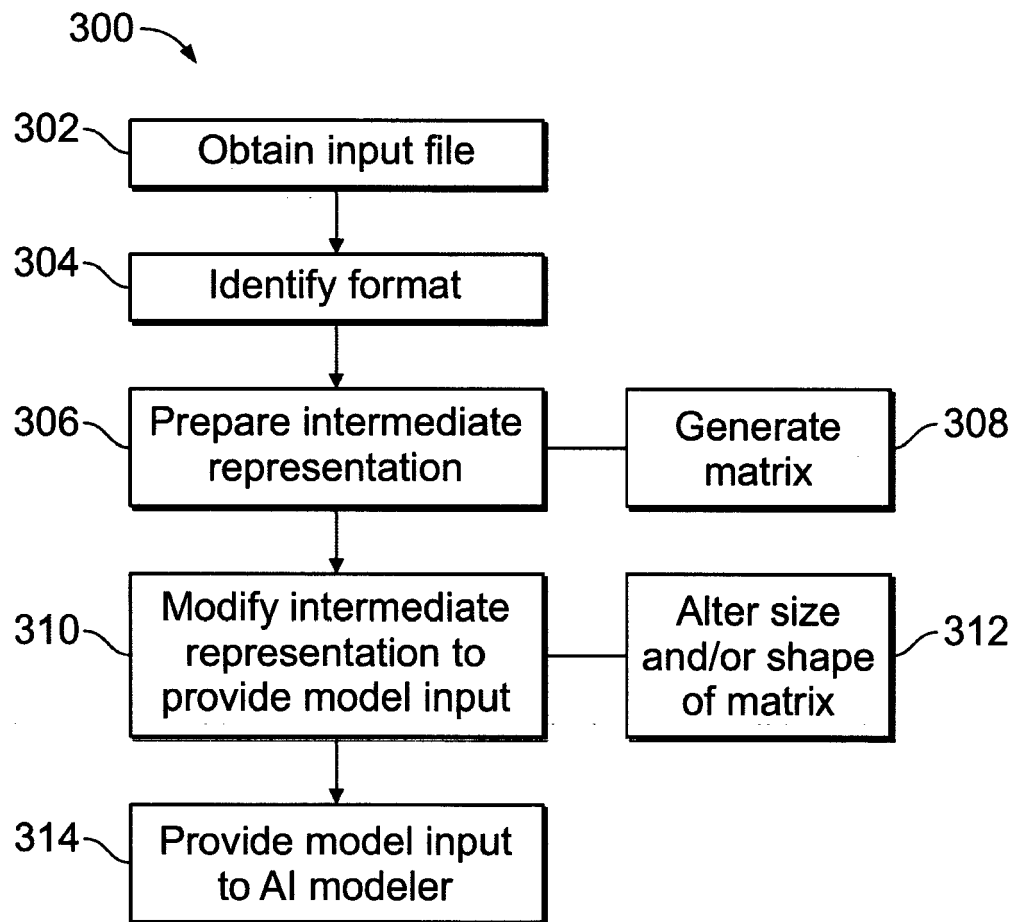 300
302
Obtain input file
304
Identify format
306
Prepare intermediate
representation
Generate
matrix
308
310
Modify intermediate
representation to
provide model input
Alter size
and/or shape
of matrix
312
314
Provide model input
to AI modeler